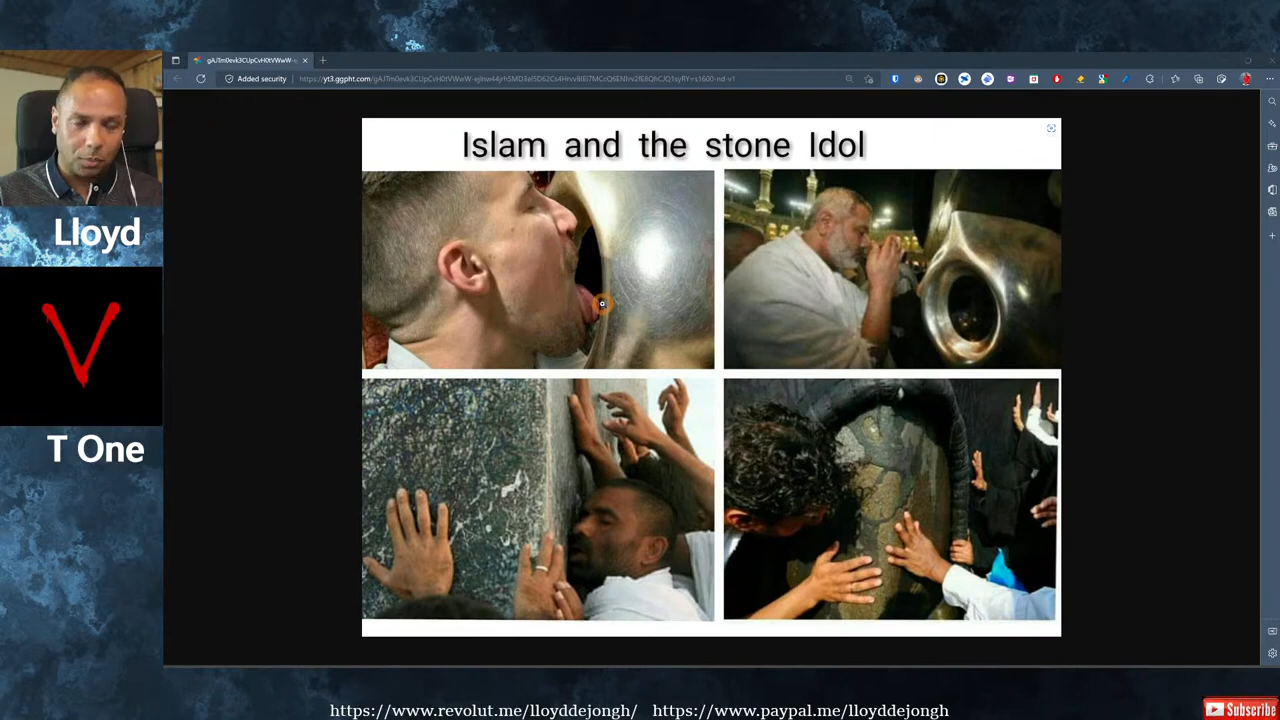 gAJTm0evk3CUpCvH0tVWwW-
Added security
Islam and the stone Idol
Lloyd
T One
https://www.revolut.me/lloyddejongh/
https://www.paypal.me/lloyddejongh
Subscribe